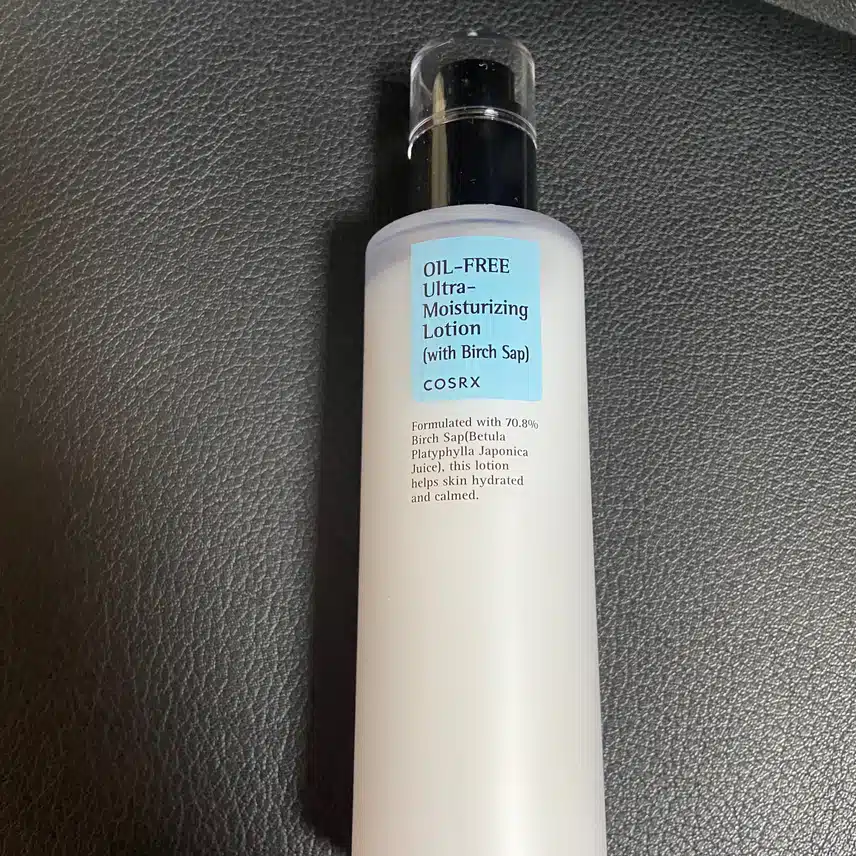 OIL-FREE
Ultra-
Moisturizing
Lotion
(with Birch Sap)
COSRX
Formulated with 70.8%
Birch Sap(Betula
Platyphylla Japonica
Juice), this lotion
helps skin hydrated
and calmed.